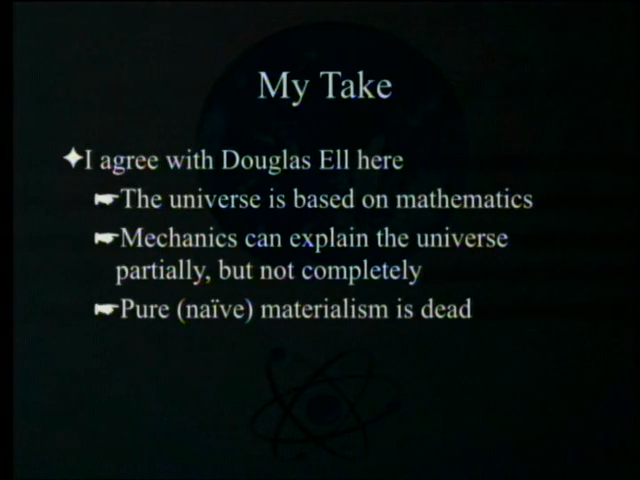 My Take
I agree with Douglas Ell here
The universe is based on mathematics
Mechanics can explain the universe
partially, but not completely
Pure (naïve) materialism is dead